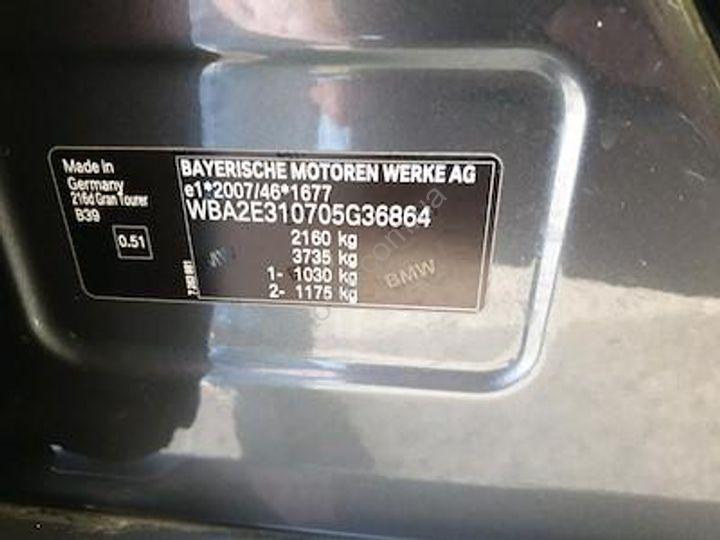 Made in
Germany
216d Gran Tourer
B39
0.51
BAYERISCHE MOTOREN WERKE AG
e1*2007/46*1677
WBA2E310705G36864
2160 kg
3735 kg
1- 1030 kg
2- 1175 kg
BMW